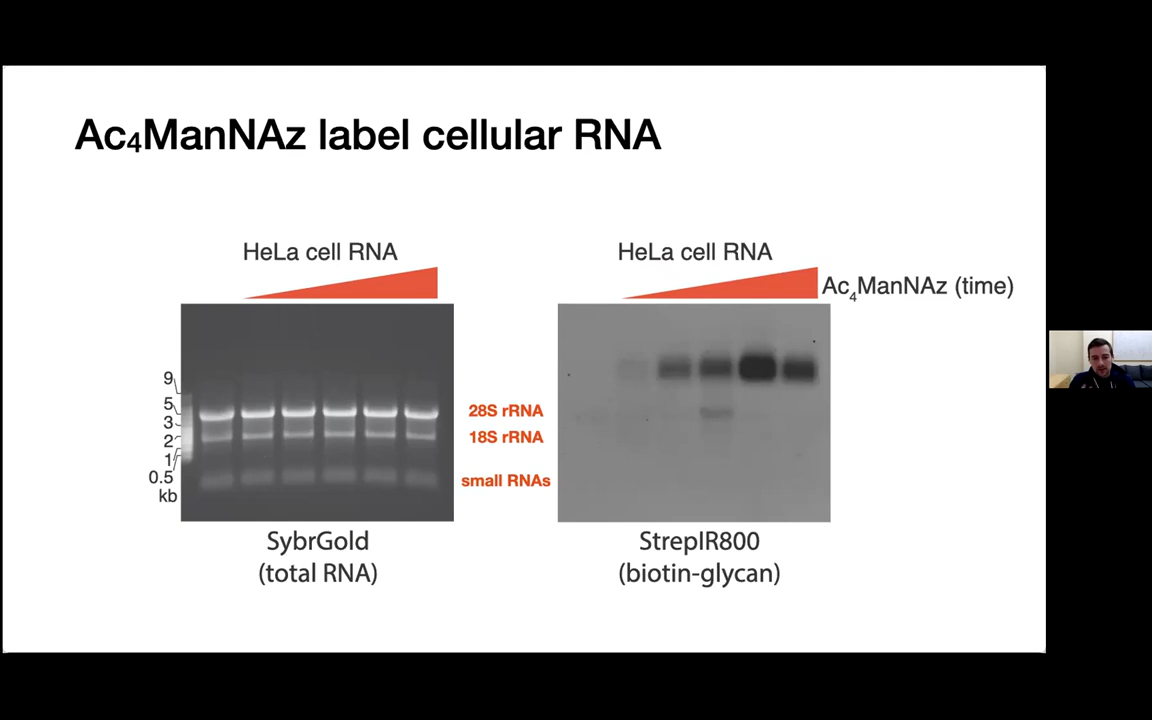 Ac₄ManNAz label cellular RNA
HeLa cell RNA
HeLa cell RNA
Ac₄ManNAz (time)
9
5
3
2
1
0.5
kb
28S rRNA
18S rRNA
small RNAs
SybrGold
(total RNA)
StrepIR800
(biotin-glycan)